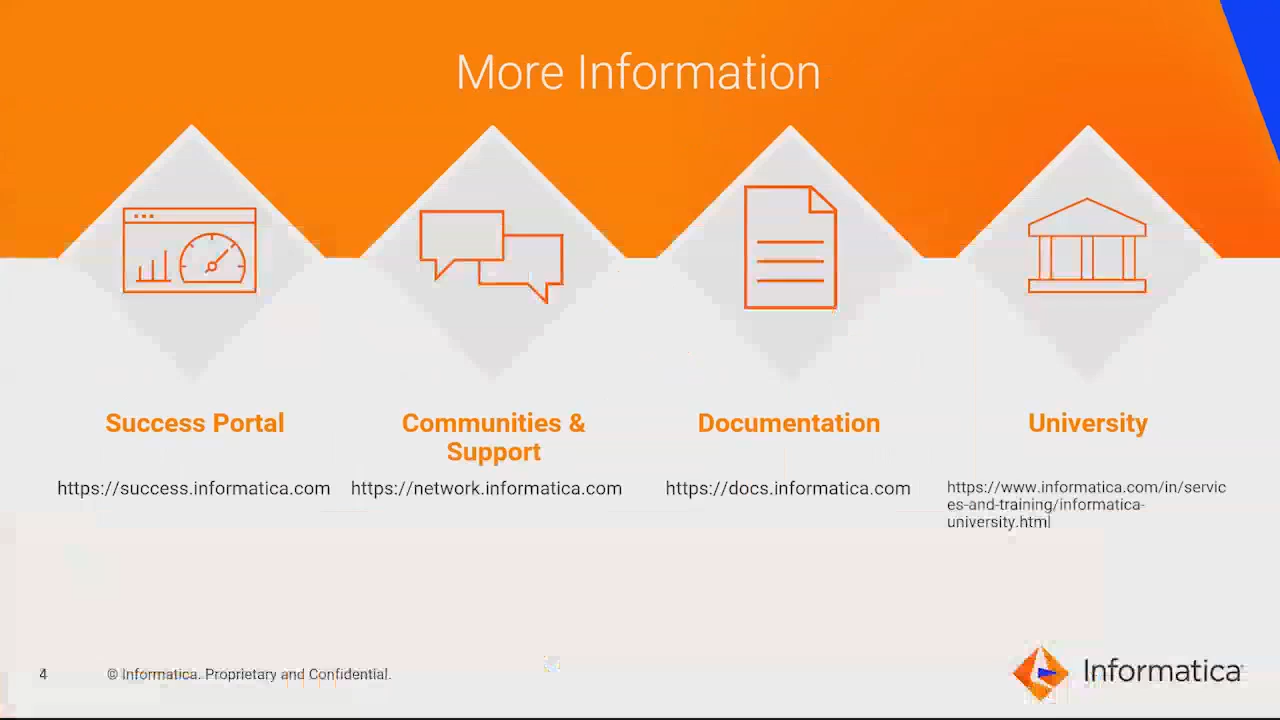 More Information
Success Portal
https://success.informatica.com
Communities &
Support
https://network.informatica.com
Documentation
https://docs.informatica.com
University
https://www.informatica.com/in/servic
es-and-training/informatica-
university.html
4
© Informatica. Proprietary and Confidential.
Informatica